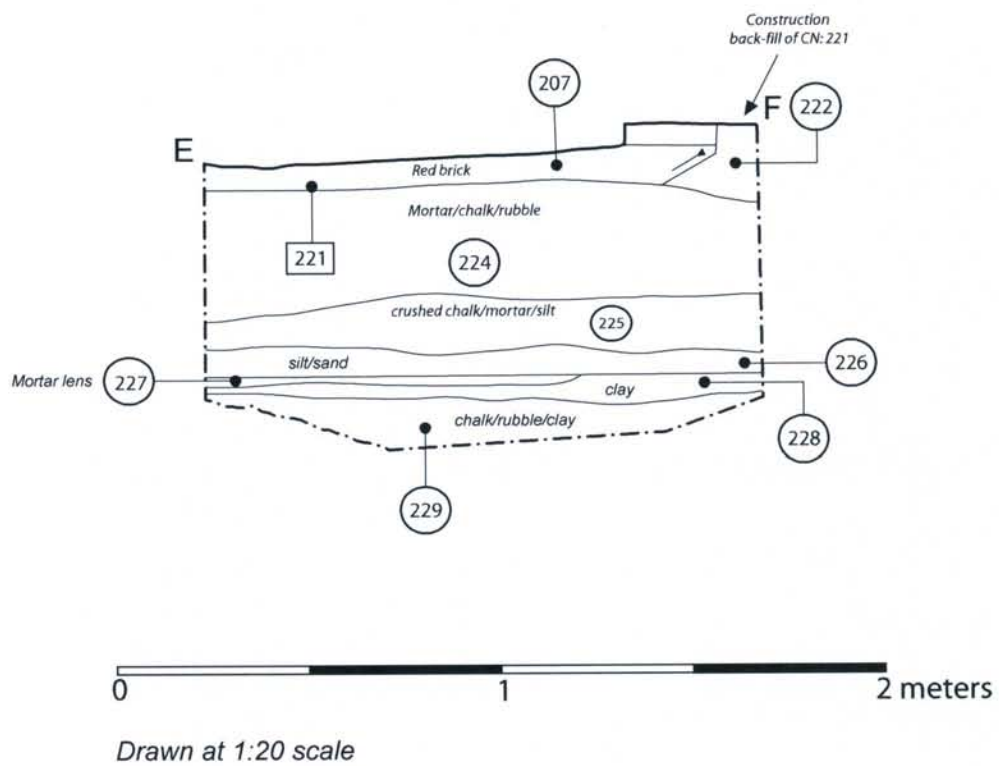 Construction
back-fill of CN: 221
207
E
F
222
Red brick
Mortar/chalk/rubble
221
224
crushed chalk/mortar/silt
225
silt/sand
226
Mortar lens
227
clay
228
chalk/rubble/clay
229
0
1
2 meters
Drawn at 1:20 scale